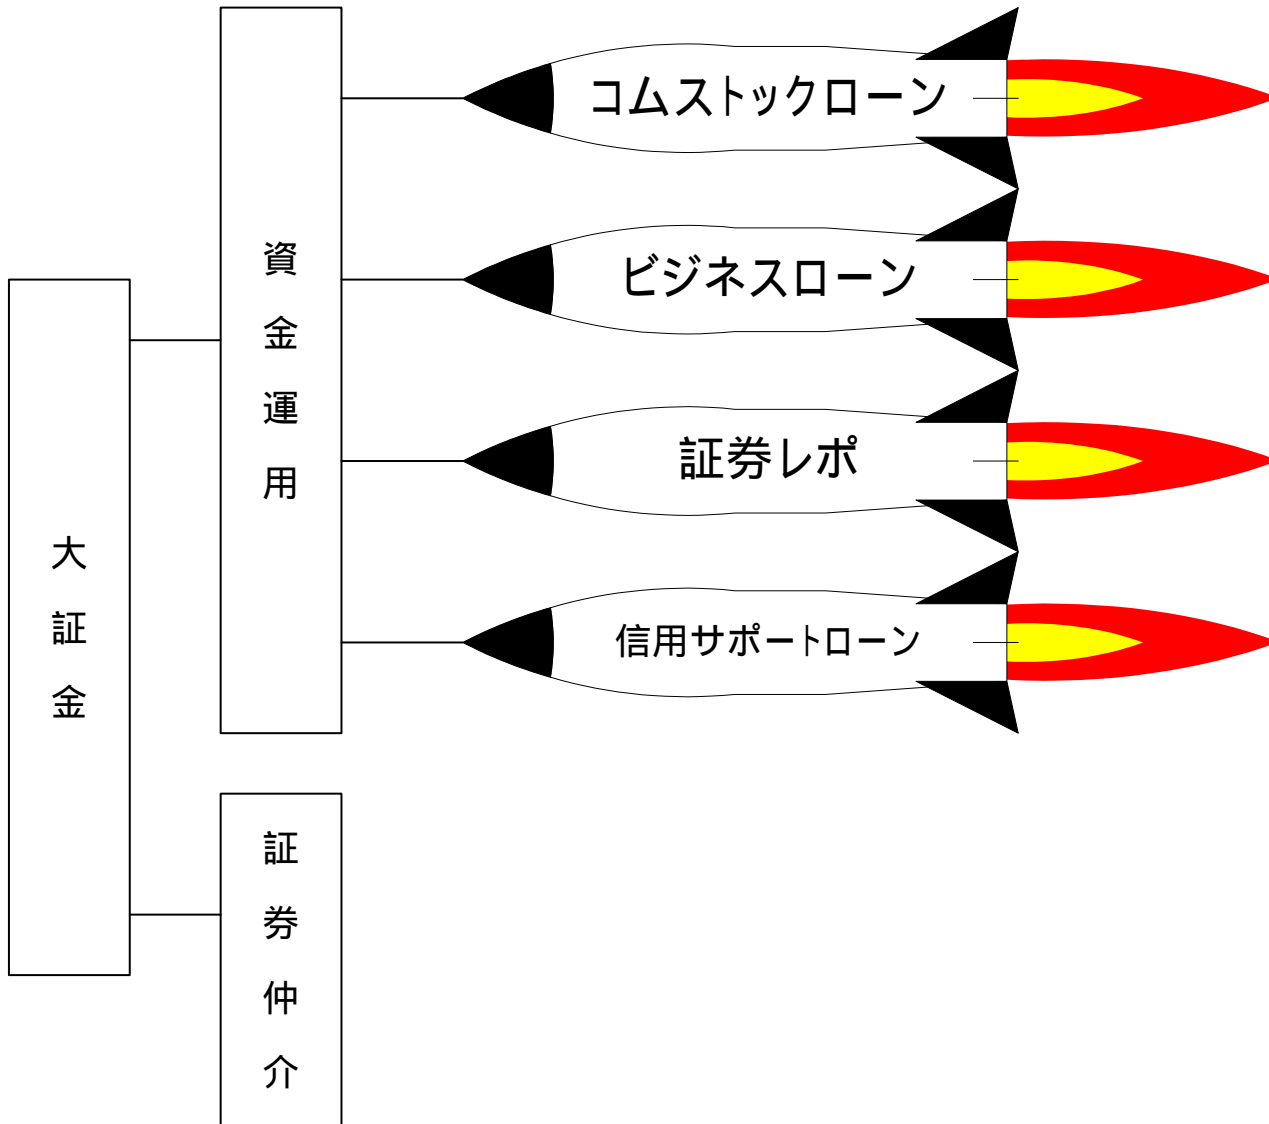 大証金
資金運用
コムストックローン
ビジネスローン
証券レポ
信用サポートローン
証券仲介